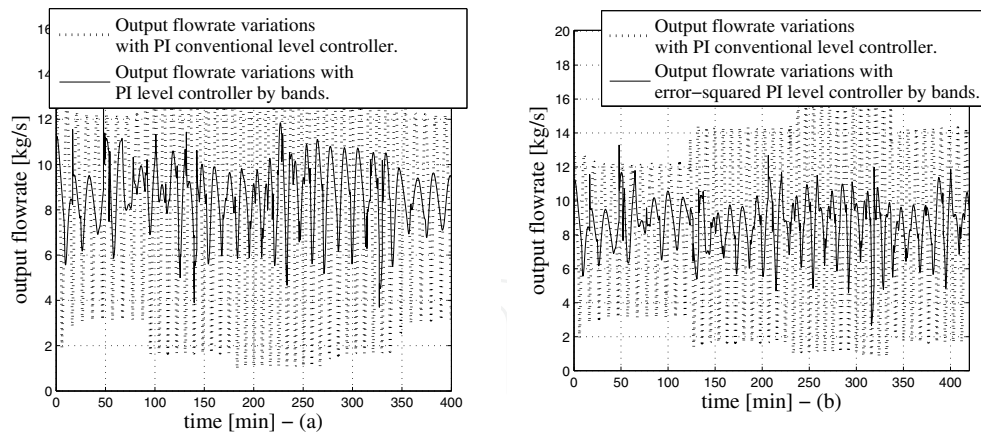 16
14
Output flowrate variations
with PI conventional level controller.
Output flowrate variations with
PI level controller by bands.
output flowrate [kg/s]
12
10
8
6
4
2
0
0 50 100 150 200 250 300 350 400
time [min] − (a)
Output flowrate variations
with PI conventional level controller.
Output flowrate variations with
error−squared PI level controller by bands.
output flowrate [kg/s]
20
18
16
14
12
10
8
6
4
2
0
0 50 100 150 200 250 300 350 400
time [min] − (b)